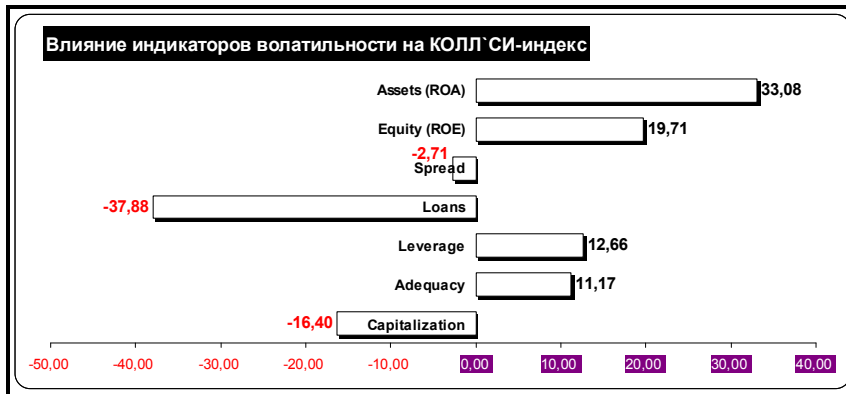 Влияние индикаторов волатильности на КОЛЛ`СИ-индекс
Assets (ROA) 33,08
Equity (ROE) 19,71
-2,71
Spread
-37,88 Loans
Leverage 12,66
Adequacy 11,17
-16,40 Capitalization
-50,00 -40,00 -30,00 -20,00 -10,00 0,00 10,00 20,00 30,00 40,00